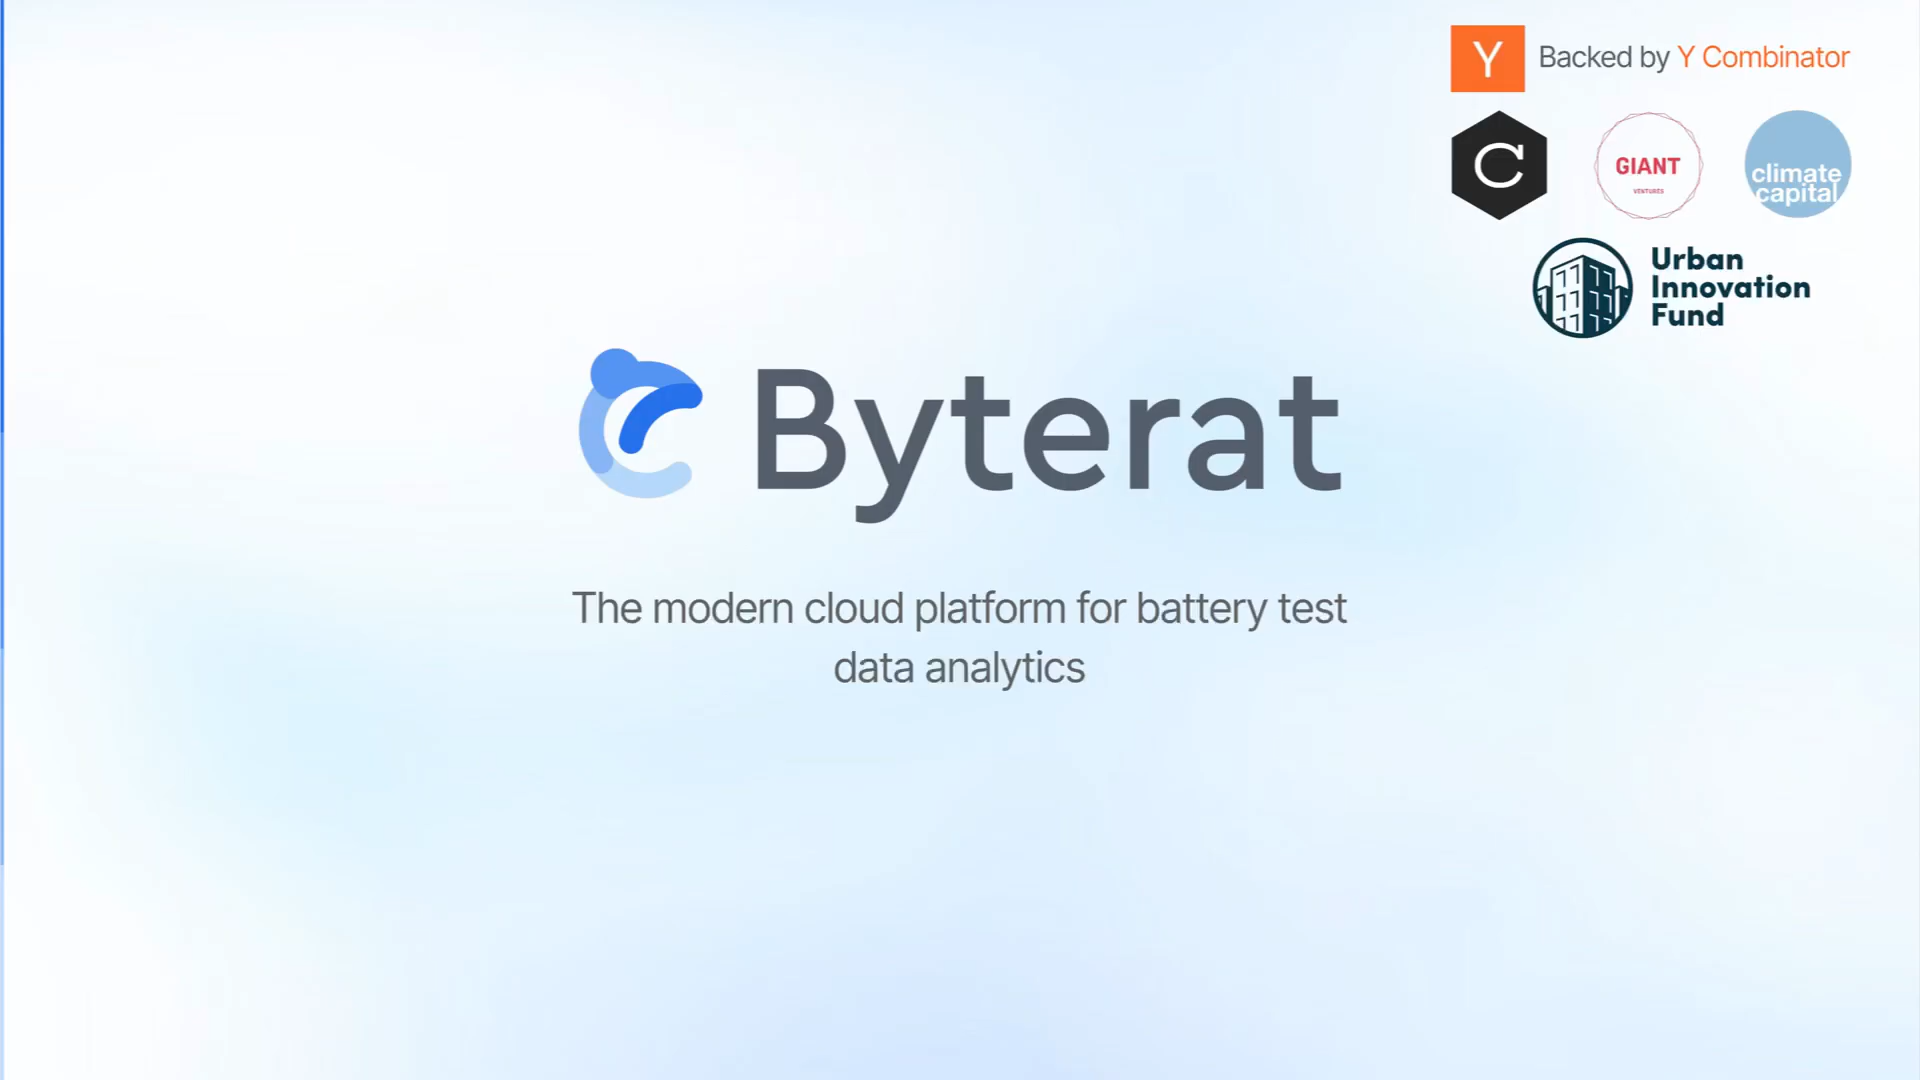 Y Backed by Y Combinator
C
GIANT
VENTURES
climate
capital
Urban
Innovation
Fund
Byterat
The modern cloud platform for battery test
data analytics